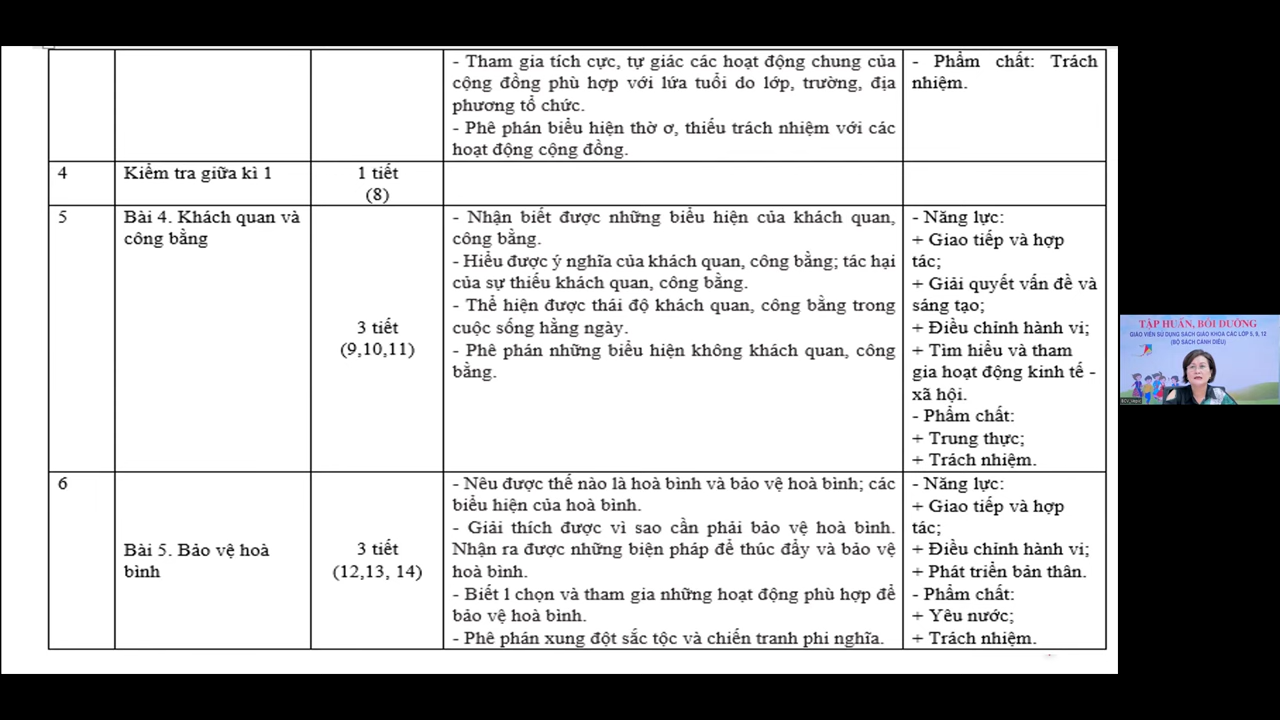 - Tham gia tích cực, tự giác các hoạt động chung của
cộng đồng phù hợp với lứa tuổi do lớp, trường, địa
phương tổ chức.
- Phê phán biểu hiện thờ ơ, thiếu trách nhiệm với các
hoạt động cộng đồng.
- Phẩm chất: Trách
nhiệm.
4
Kiểm tra giữa kì 1
1 tiết
(8)
5
Bài 4. Khách quan và
công bằng
3 tiết
(9,10,11)
- Nhận biết được những biểu hiện của khách quan,
công bằng.
- Hiểu được ý nghĩa của khách quan, công bằng; tác hại
của sự thiếu khách quan, công bằng.
- Thể hiện được thái độ khách quan, công bằng trong
cuộc sống hằng ngày.
- Phê phán những biểu hiện không khách quan, công
bằng.
- Năng lực:
+ Giao tiếp và hợp
tác;
+ Giải quyết vấn đề và
sáng tạo;
+ Điều chỉnh hành vi;
+ Tìm hiểu và tham
gia hoạt động kinh tế -
xã hội.
- Phẩm chất:
+ Trung thực;
+ Trách nhiệm.
6
Bài 5. Bảo vệ hoà
bình
3 tiết
(12,13, 14)
- Nêu được thế nào là hoà bình và bảo vệ hoà bình; các
biểu hiện của hoà bình.
- Giải thích được vì sao cần phải bảo vệ hoà bình.
Nhận ra được những biện pháp để thúc đẩy và bảo vệ
hoà bình.
- Biết l chọn và tham gia những hoạt động phù hợp để
bảo vệ hoà bình.
- Phê phán xung đột sắc tộc và chiến tranh phi nghĩa.
- Năng lực:
+ Giao tiếp và hợp
tác;
+ Điều chỉnh hành vi;
+ Phát triển bản thân.
- Phẩm chất:
+ Yêu nước;
+ Trách nhiệm.
TẬP HUẤN, BỒI DƯỠNG
GIÁO VIÊN SỬ DỤNG SÁCH GIÁO KHOA CÁC LỚP 5, 9, 12
(BỘ SÁCH CÁNH DIỀU)